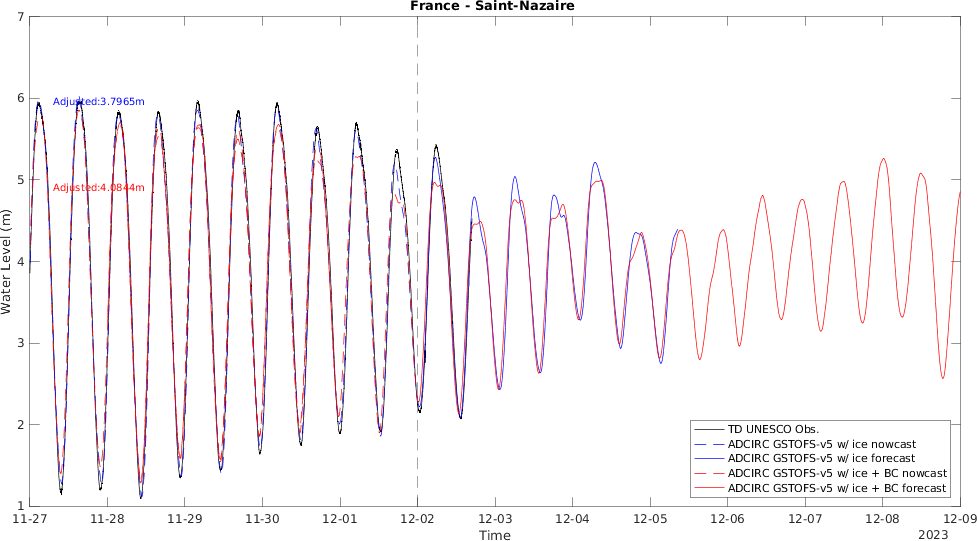 France - Saint-Nazaire
7
6
5
4
3
2
1
Water Level (m)
Adjusted:3.7965m
Adjusted:4.0844m
TD UNESCO Obs.
ADCIRC GSTOFS-v5 w/ ice nowcast
ADCIRC GSTOFS-v5 w/ ice forecast
ADCIRC GSTOFS-v5 w/ ice + BC nowcast
ADCIRC GSTOFS-v5 w/ ice + BC forecast
11-27 11-28 11-29 11-30 12-01 12-02 12-03 12-04 12-05 12-06 12-07 12-08 12-09
Time
2023